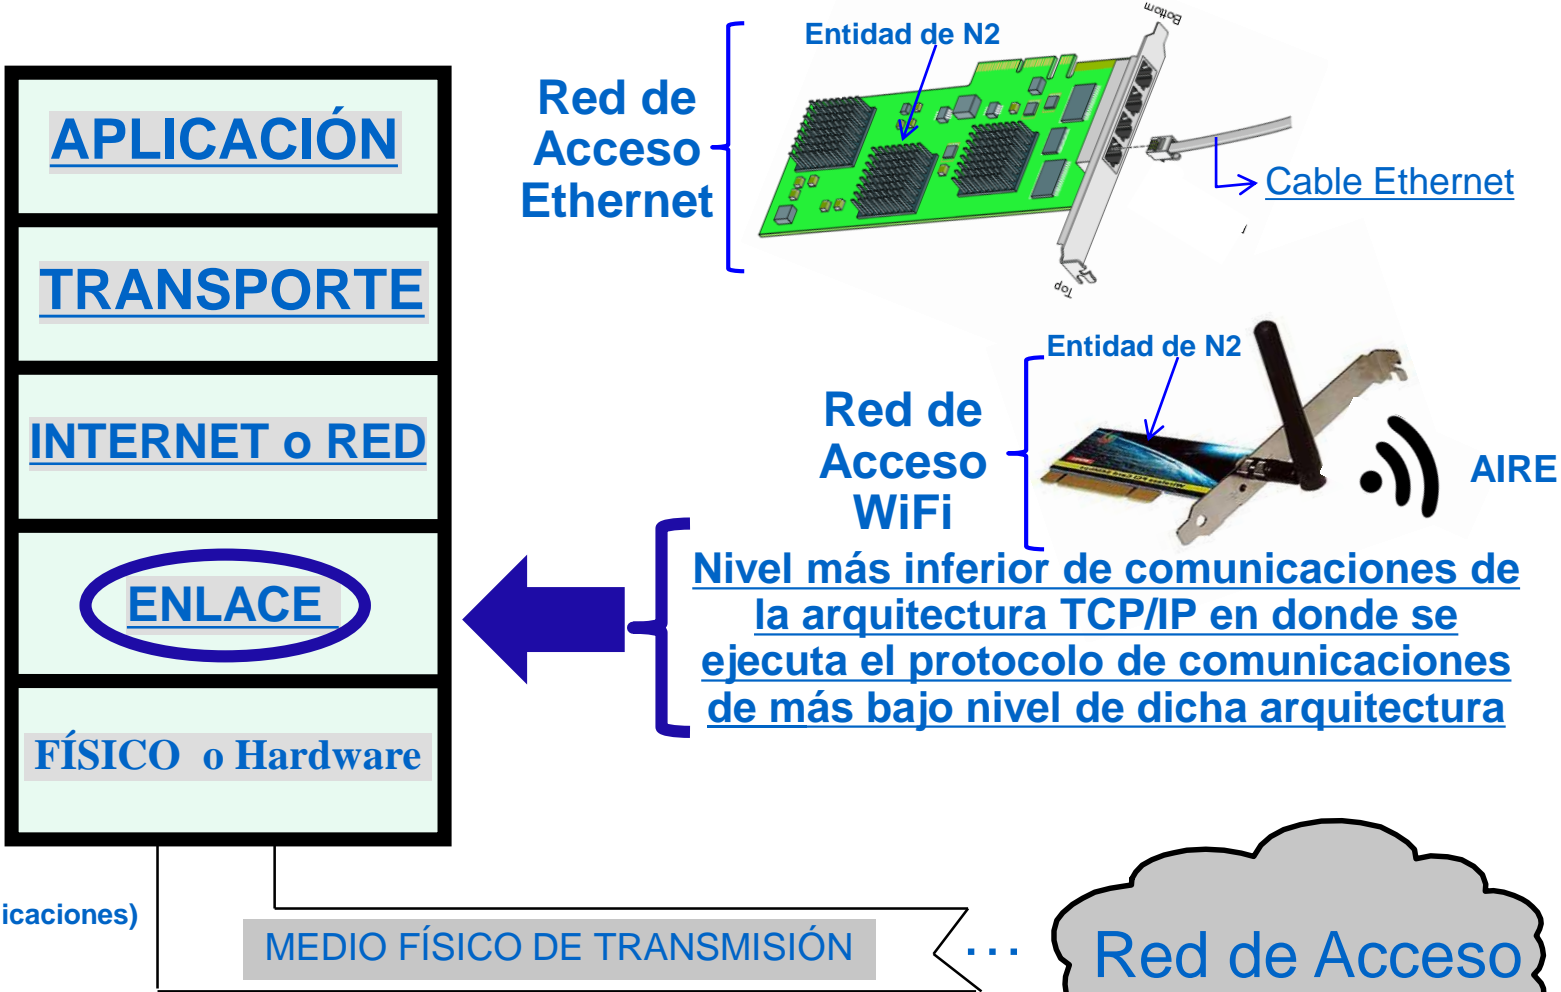 APLICACIÓN
TRANSPORTE
INTERNET o RED
ENLACE
FÍSICO o Hardware
Entidad de N2
Red de
Acceso
Ethernet
Bottom
Top
Cable Ethernet
Entidad de N2
Red de
Acceso
WiFi
AIRE
Nivel más inferior de comunicaciones de
la arquitectura TCP/IP en donde se
ejecuta el protocolo de comunicaciones
de más bajo nivel de dicha arquitectura
icaciones)
MEDIO FÍSICO DE TRANSMISIÓN
...
Red de Acceso